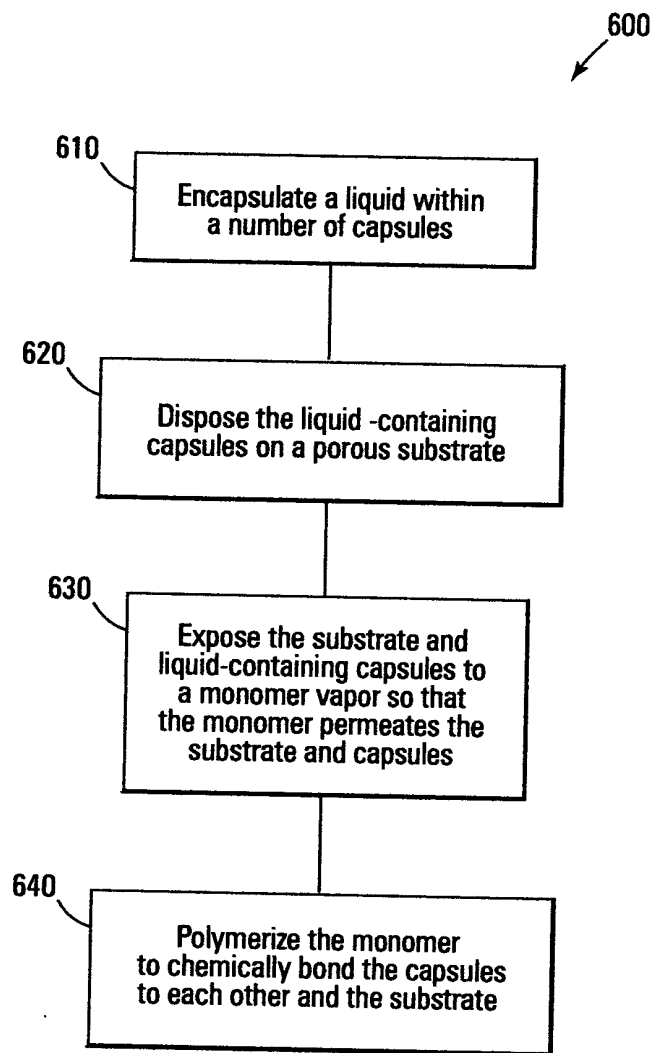 600
610
Encapsulate a liquid within
a number of capsules
620
Dispose the liquid -containing
capsules on a porous substrate
630
Expose the substrate and
liquid-containing capsules to
a monomer vapor so that
the monomer permeates the
substrate and capsules
640
Polymerize the monomer
to chemically bond the capsules
to each other and the substrate